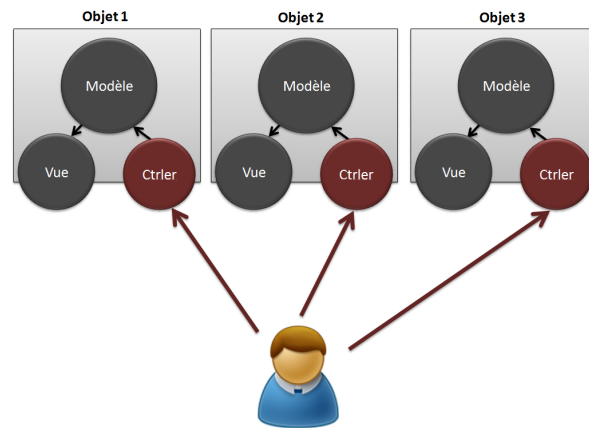 Objet 1
Objet 2
Objet 3
Modèle
Modèle
Modèle
Vue
Ctrler
Vue
Ctrler
Vue
Ctrler